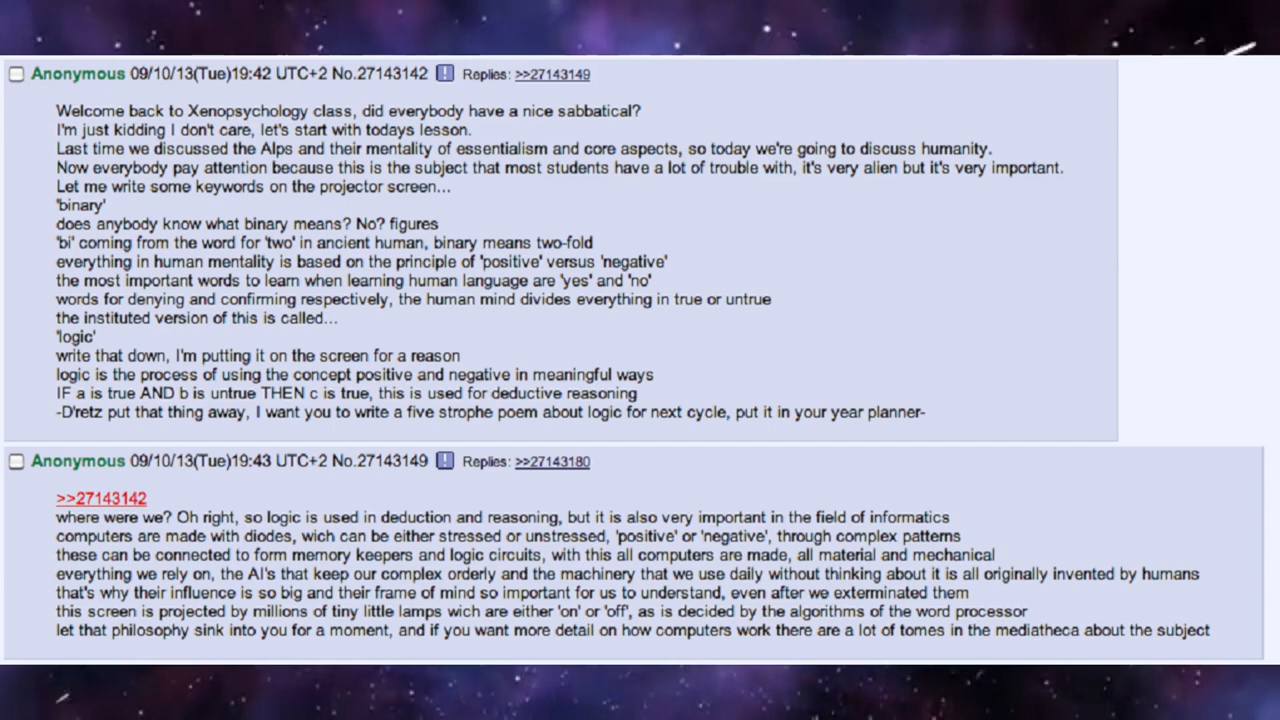 Anonymous 09/10/13(Tue)19:42 UTC+2 No.27143142 ! Replies: >>27143149
Welcome back to Xenopsychology class, did everybody have a nice sabbatical?
I'm just kidding I don't care, let's start with todays lesson.
Last time we discussed the Alps and their mentality of essentialism and core aspects, so today we're going to discuss humanity.
Now everybody pay attention because this is the subject that most students have a lot of trouble with, it's very alien but it's very important.
Let me write some keywords on the projector screen...
'binary'
does anybody know what binary means? No? figures
'bi' coming from the word for 'two' in ancient human, binary means two-fold
everything in human mentality is based on the principle of 'positive' versus 'negative'
the most important words to learn when learning human language are 'yes' and 'no'
words for denying and confirming respectively, the human mind divides everything in true or untrue
the instituted version of this is called...
'logic'
write that down, I'm putting it on the screen for a reason
logic is the process of using the concept positive and negative in meaningful ways
IF a is true AND b is untrue THEN c is true, this is used for deductive reasoning
-D'retz put that thing away, I want you to write a five strophe poem about logic for next cycle, put it in your year planner-
Anonymous 09/10/13(Tue)19:43 UTC+2 No.27143149 ! Replies: >>27143180
>>27143142
where were we? Oh right, so logic is used in deduction and reasoning, but it is also very important in the field of informatics
computers are made with diodes, wich can be either stressed or unstressed, 'positive' or 'negative', through complex patterns
these can be connected to form memory keepers and logic circuits, with this all computers are made, all material and mechanical
everything we rely on, the AI's that keep our complex orderly and the machinery that we use daily without thinking about it is all originally invented by humans
that's why their influence is so big and their frame of mind so important for us to understand, even after we exterminated them
this screen is projected by millions of tiny little lamps wich are either 'on' or 'off', as is decided by the algorithms of the word processor
let that philosophy sink into you for a moment, and if you want more detail on how computers work there are a lot of tomes in the mediatheca about the subject